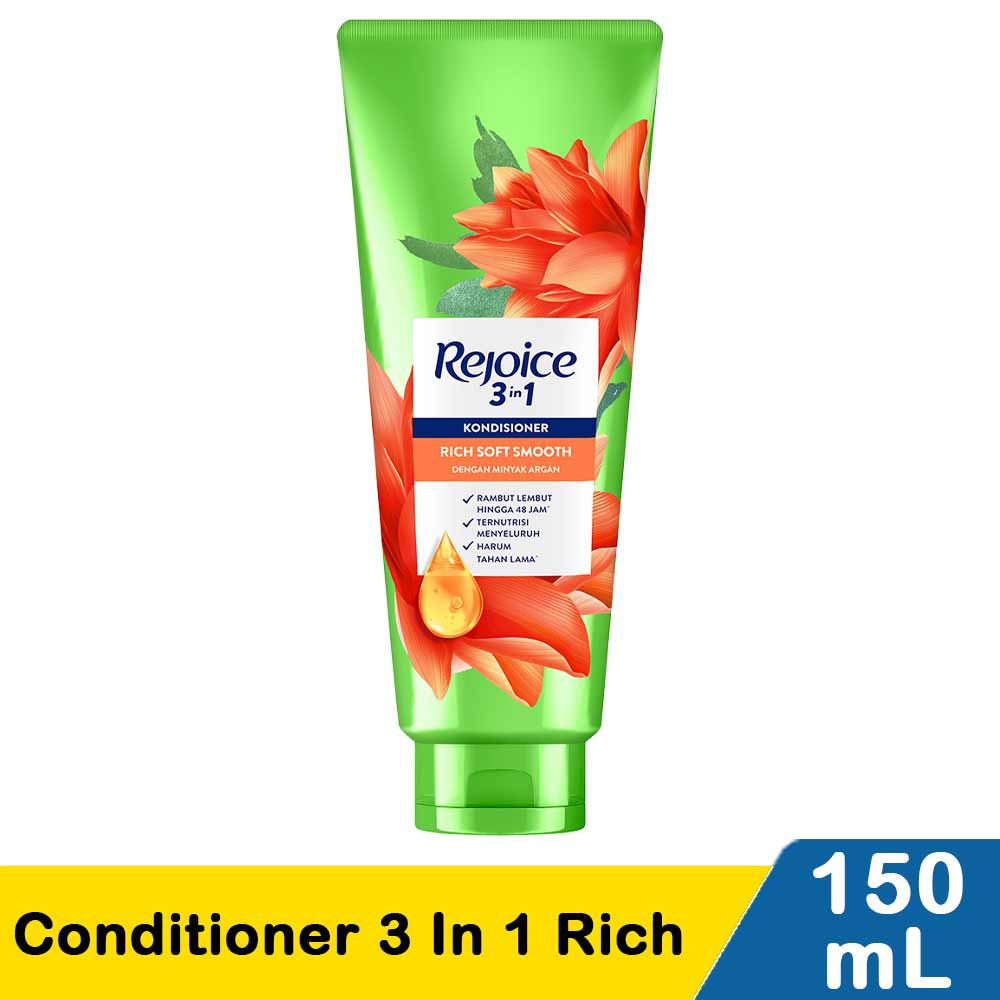 Rejoice
3 in 1
KONDISIONER
RICH SOFT SMOOTH
DENGAN MINYAK ARGAN
✓ RAMBUT LEMBUT
HINGGA 48 JAM*
✓ TERNUTRISI
MENYELURUH
✓ HARUM
TAHAN LAMA^
Conditioner 3 In 1 Rich
150
mL